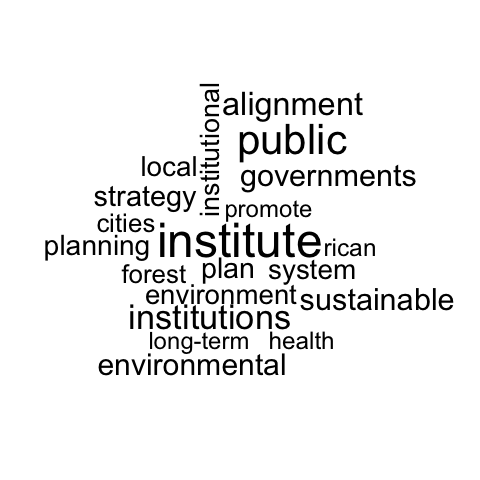 institutional
alignment
public
local
governments
strategy
promote
cities
planning
institute
rican
forest
plan
system
environment
sustainable
institutions
long-term
health
environmental